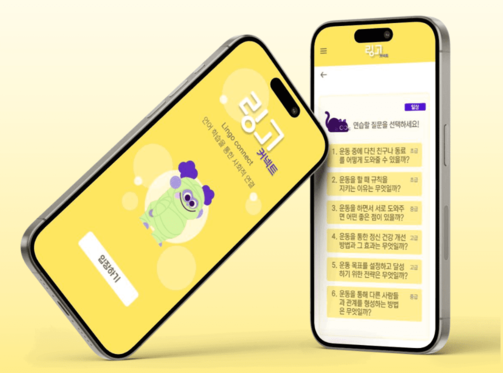 링고
커넥트
Lingo connect
언어 학습을 통한 사회적 연결
입장하기
링고
커넥트
일상
연습할 질문을 선택하세요!
1. 운동 중에 다친 친구나 동료
를 어떻게 도와줄 수 있을까?
초급
2. 운동을 할 때 규칙을
지키는 이유는 무엇일까?
초급
3. 운동을 하면서 서로 도와주
면 어떤 좋은 점이 있을까?
중급
4. 운동을 통한 정신 건강 개선
방법과 그 효과는 무엇일까?
고급
5. 운동 목표를 설정하고 달성
하기 위한 전략은 무엇일까?
고급
6. 운동을 통해 다른 사람들
과 관계를 형성하는 방법
은 무엇일까?
중급